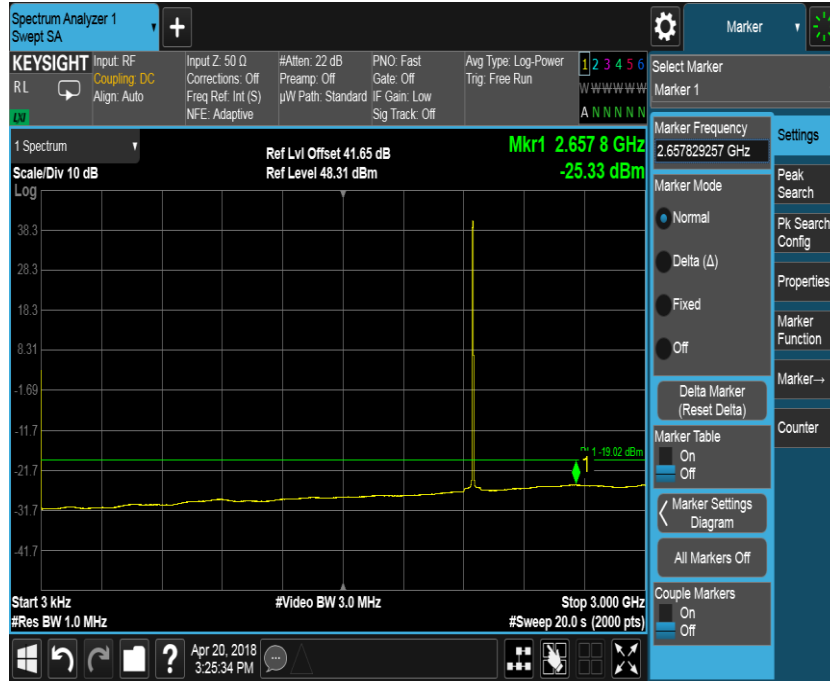 Spectrum Analyzer 1
Swept SA
+
Marker
KEYSIGHT
RL
LXI
Input: RF
Coupling: DC
Align: Auto
Input Z: 50 Ω
Corrections: Off
Freq Ref: Int (S)
NFE: Adaptive
#Atten: 22 dB
Preamp: Off
µW Path: Standard
PNO: Fast
Gate: Off
IF Gain: Low
Sig Track: Off
Avg Type: Log-Power
Trig: Free Run
1 2 3 4 5 6
W W W W W W
A N N N N N
Select Marker
Marker 1
1 Spectrum
Scale/Div 10 dB
Log
Ref Lvl Offset 41.65 dB
Ref Level 48.31 dBm
Mkr1 2.657 8 GHz
-25.33 dBm
38.3
28.3
18.3
8.31
-1.69
-11.7
-21.7
-31.7
-41.7
DL1 -19.02 dBm
1
Start 3 kHz
#Res BW 1.0 MHz
#Video BW 3.0 MHz
Stop 3.000 GHz
#Sweep 20.0 s (2000 pts)
Marker Frequency
2.657829257 GHz
Marker Mode
Normal
Delta (Δ)
Fixed
Off
Delta Marker
(Reset Delta)
Marker Table
On
Off
Marker Settings
Diagram
All Markers Off
Couple Markers
On
Off
Settings
Peak
Search
Pk Search
Config
Properties
Marker
Function
Marker→
Counter
?
Apr 20, 2018
3:25:34 PM